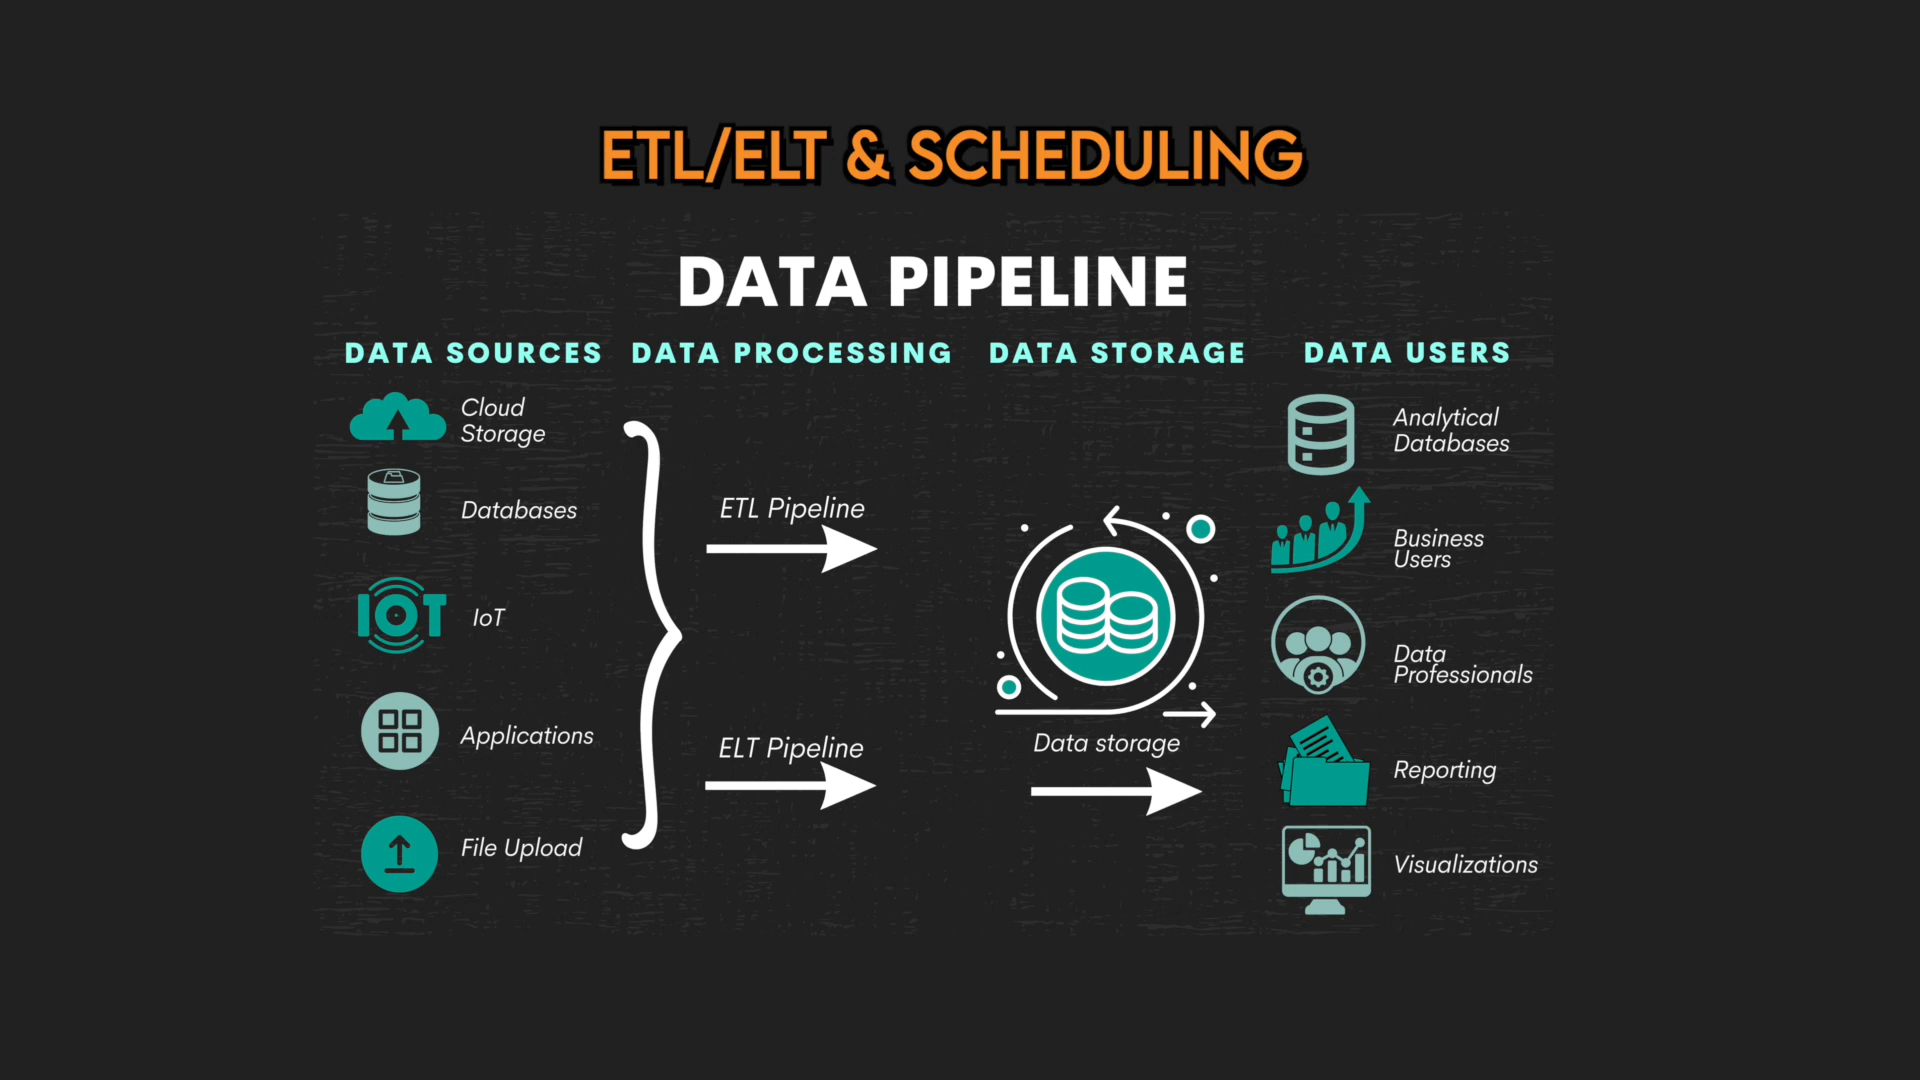 ETL/ELT & SCHEDULING
DATA PIPELINE
DATA SOURCES
Cloud
Storage
Databases
IOT
IoT
Applications
File Upload
DATA PROCESSING
ETL Pipeline
ELT Pipeline
DATA STORAGE
Data storage
DATA USERS
Analytical
Databases
Business
Users
Data
Professionals
Reporting
Visualizations